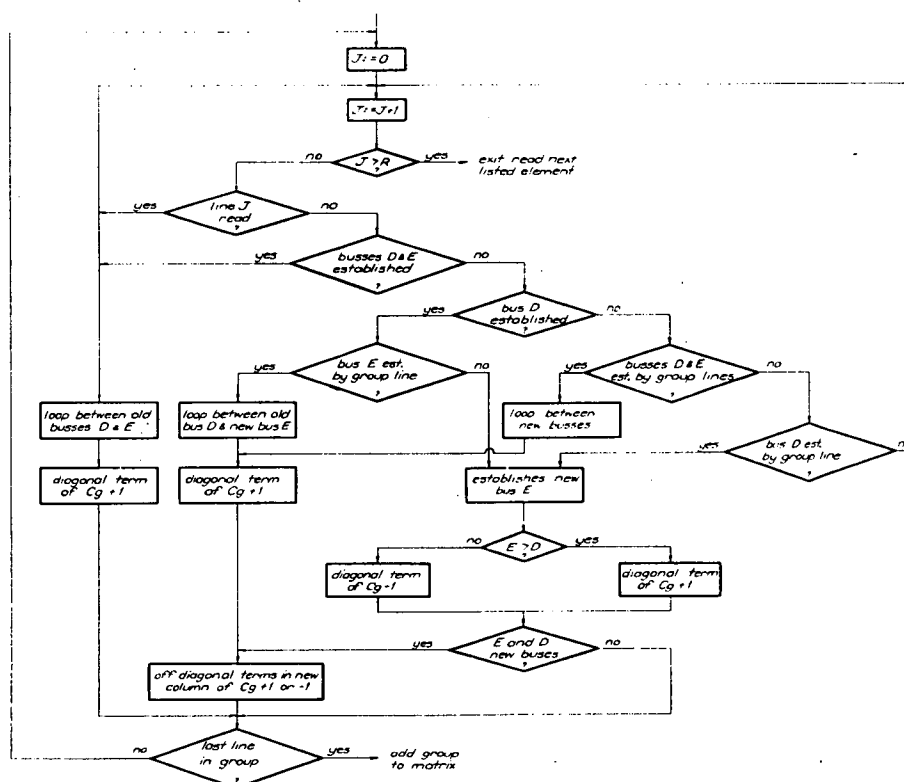 J:=0
J:=J+1
no
J>R
?
yes
exit read next
listed element
yes
line J
read
?
no
yes
busses D&E
established
?
no
yes
bus D
established
?
no
yes
bus E est.
by group line
?
no
yes
busses D&E
est. by group lines
?
no
loop between old
busses D & E
loop between old
bus D & new bus E
loop between
new busses
yes
bus D est.
by group line
?
diagonal term
of Cg +1
diagonal term
of Cg +1
establishes new
bus E
no
E>D
?
yes
diagonal term
of Cg -1
diagonal term
of Cg +1
yes
E and D
new buses
?
no
off diagonal terms in new
column of Cg +1 or -1
no
last line
in group
?
yes
add group
to matrix